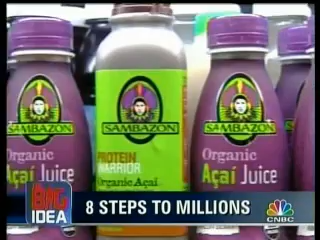 SAMBAZON
Organic
Açaí Juice
SAMBAZON
PROTEIN
WARRIOR
Organic Açaí
SAMBAZON
Organic
Açaí Juice
THE
BIG
IDEA
8 STEPS TO MILLIONS
CNBC